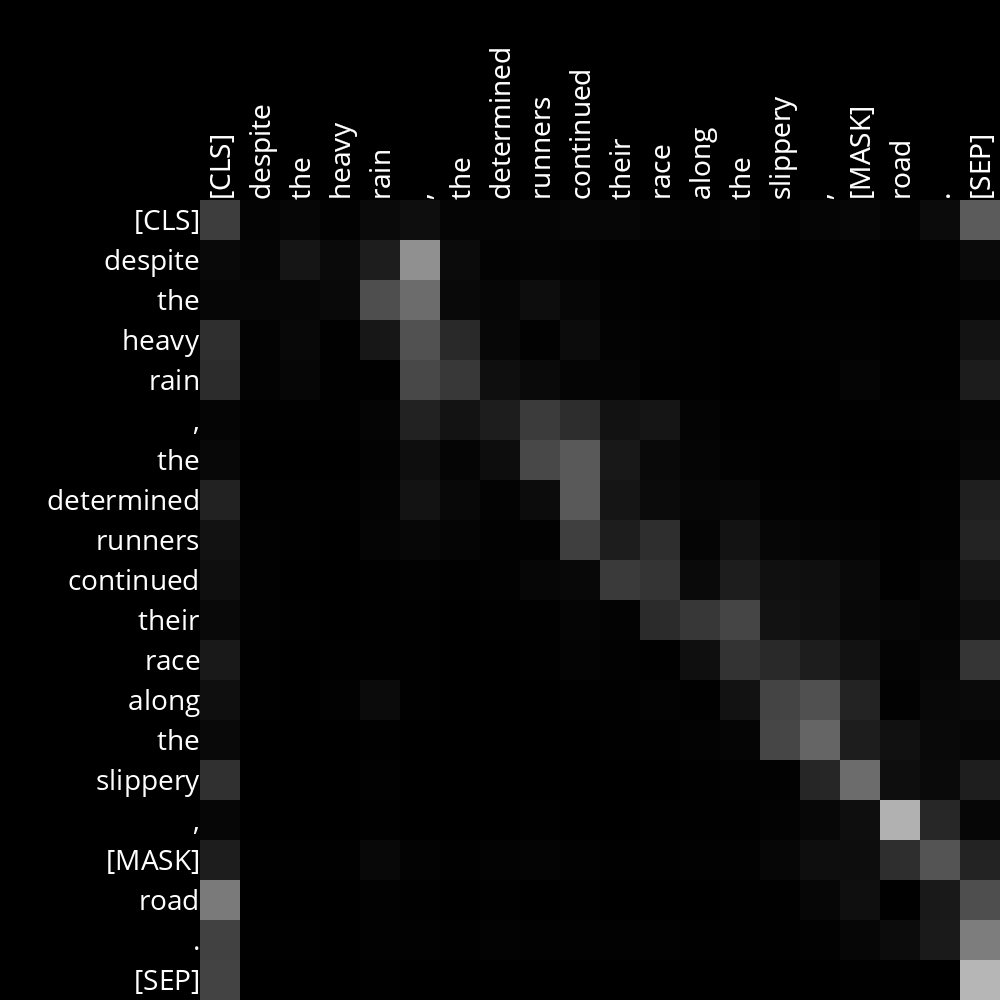 [CLS] despite the heavy rain , the determined runners continued their race along the slippery , [MASK] road . [SEP]
[CLS]
despite
the
heavy
rain
,
the
determined
runners
continued
their
race
along
the
slippery
,
[MASK]
road
.
[SEP]